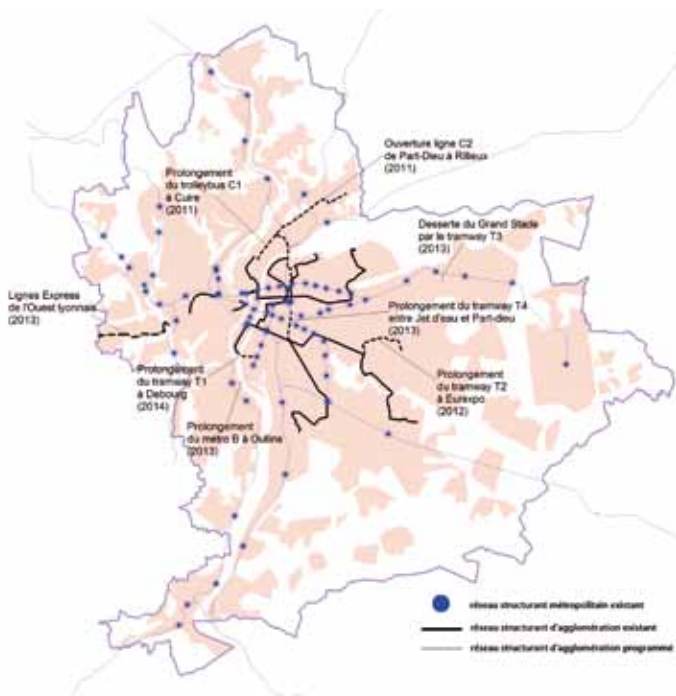 Ouverture ligne C2
de Part-Dieu à Rillieux
(2011)
Prolongement
du trolleybus C1
à Cuire
(2011)
Desserte du Grand Stade
par le tramway T3
(2013)
Lignes Express
de l'Ouest lyonnais
(2013)
Prolongement du tramway T4
entre Jet d'eau et Part-dieu
(2013)
Prolongement
du tramway T1
à Debourg
(2014)
Prolongement
du tramway T2
à Eurexpo
(2012)
Prolongement
du métro B à Oullins
(2013)
réseau structurant métropolitain existant
réseau structurant d'agglomération existant
réseau structurant d'agglomération programmé